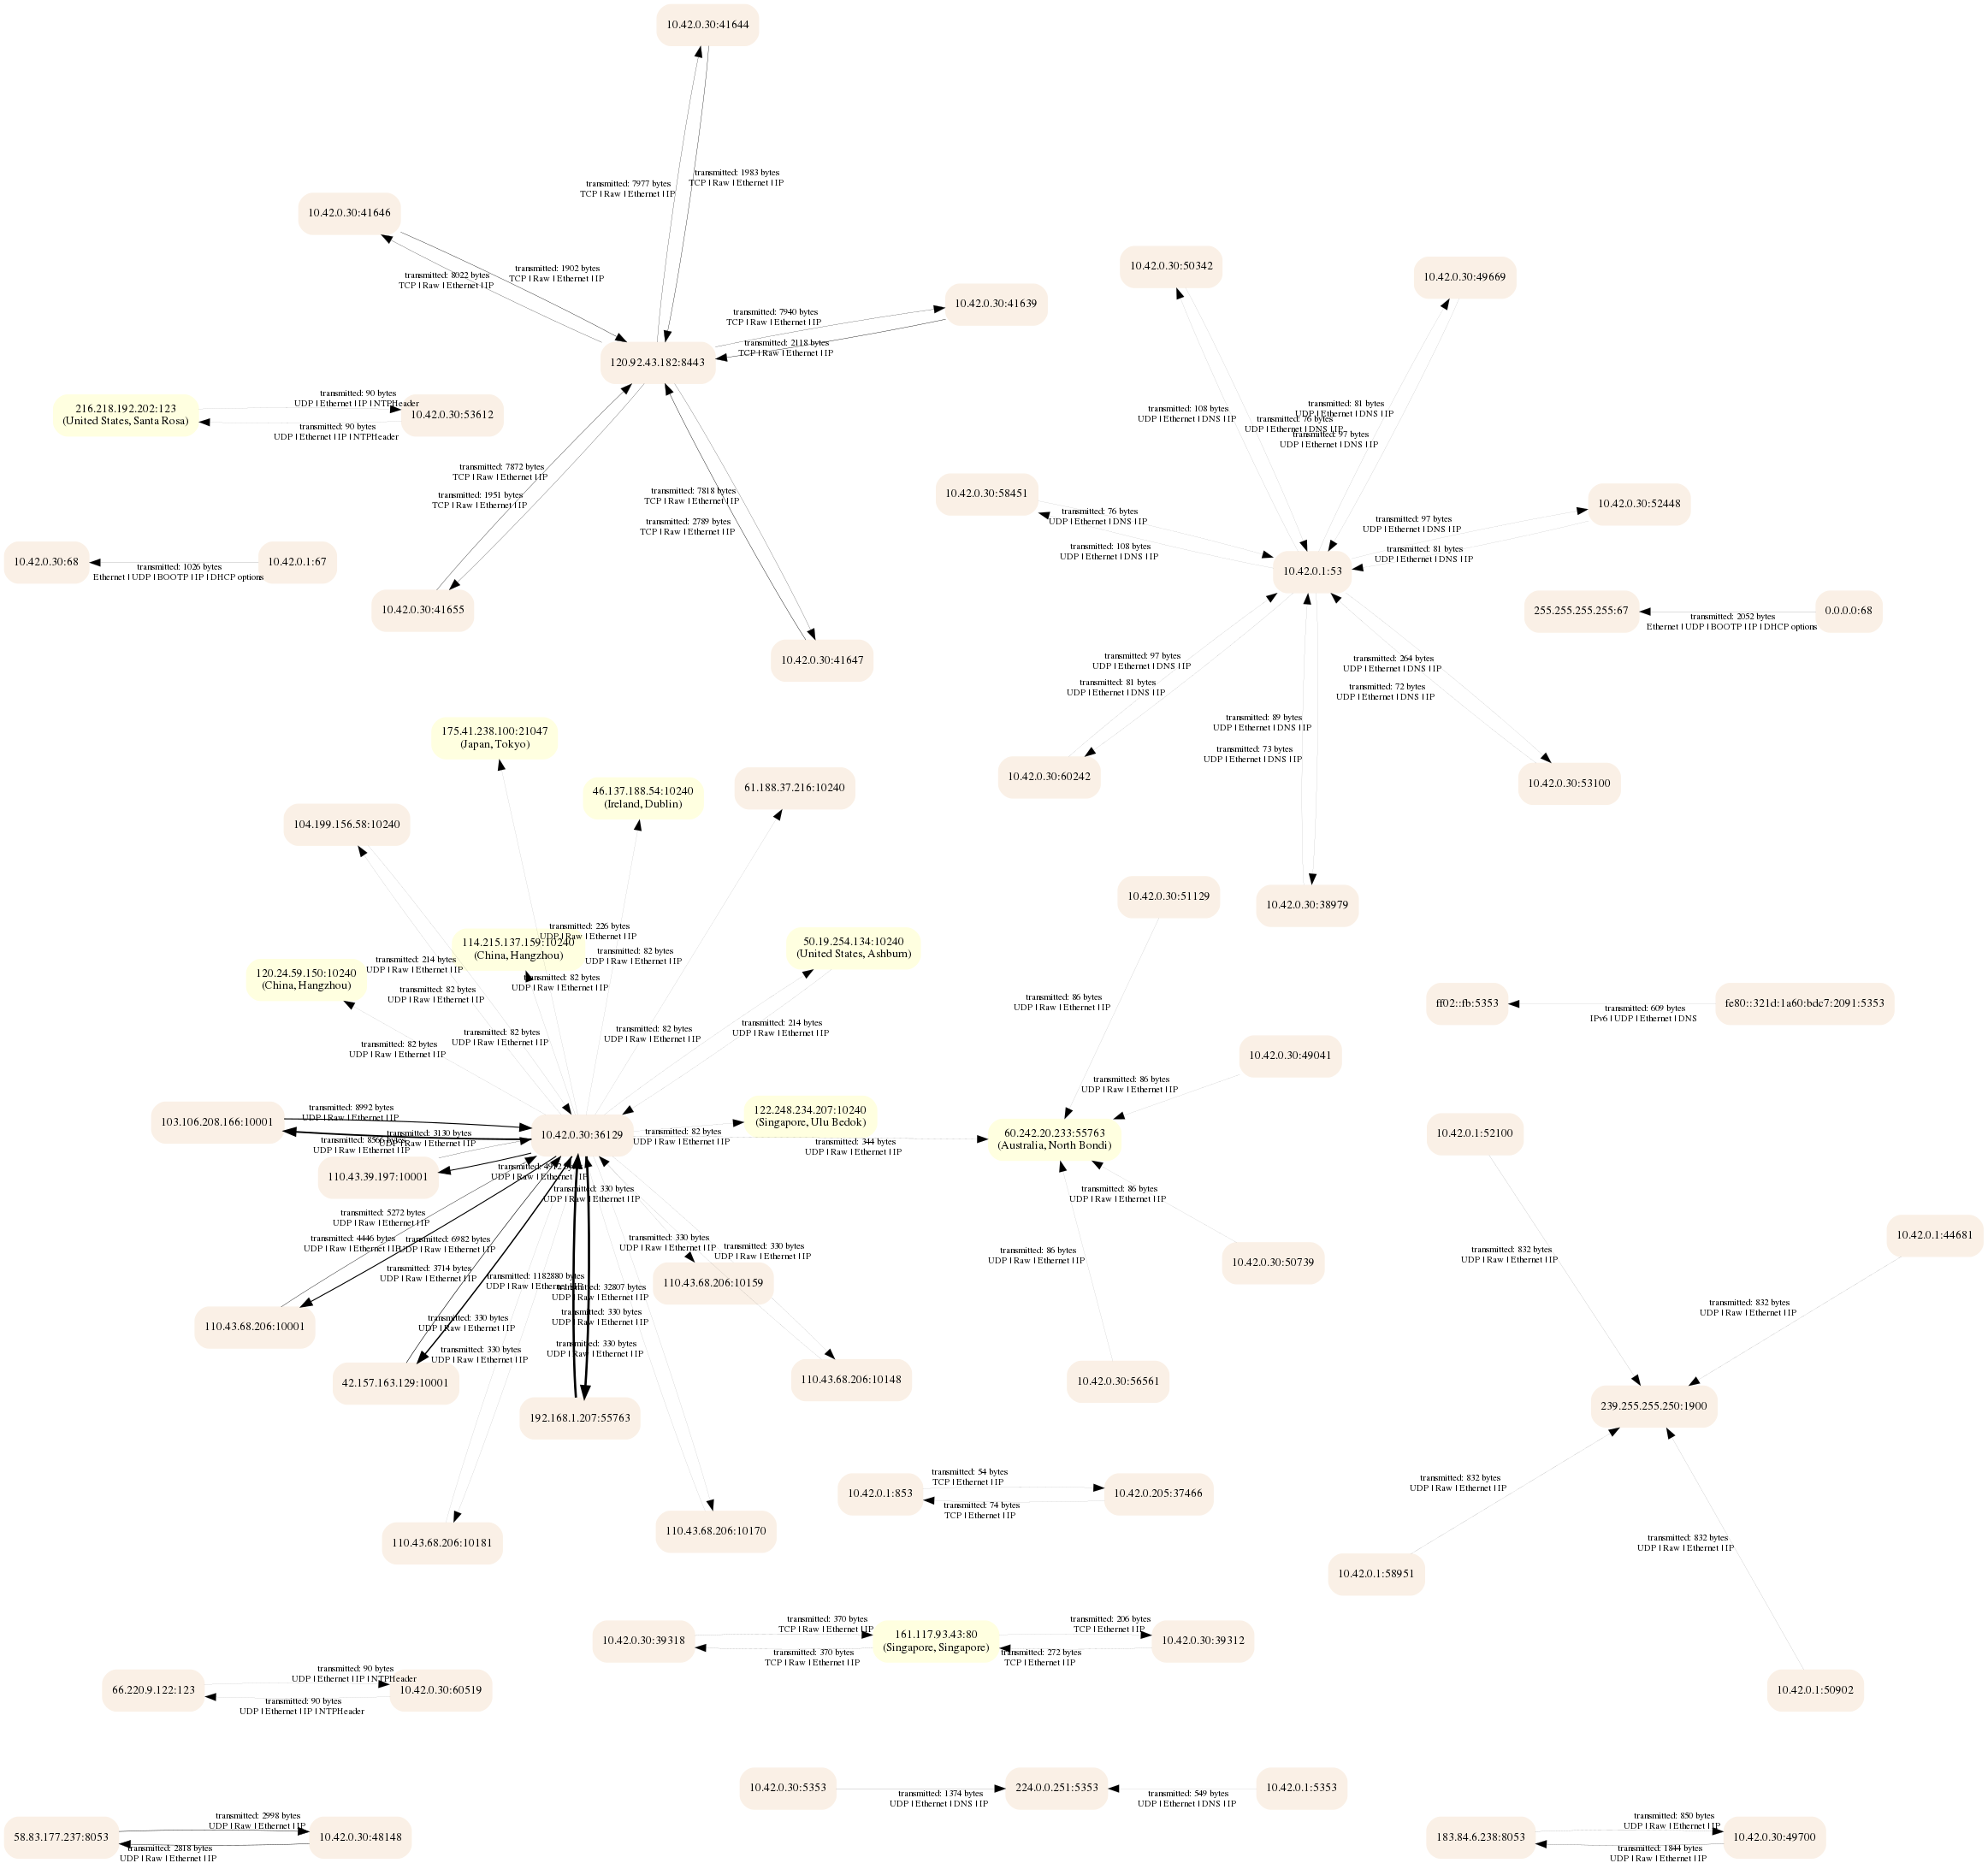 10.42.0.30:41644
transmitted: 7977 bytes
TCP | Raw | Ethernet | IP
transmitted: 1983 bytes
TCP | Raw | Ethernet | IP
10.42.0.30:41646
transmitted: 8022 bytes
TCP | Raw | Ethernet | IP
transmitted: 1902 bytes
TCP | Raw | Ethernet | IP
10.42.0.30:41639
transmitted: 7940 bytes
TCP | Raw | Ethernet | IP
transmitted: 2118 bytes
TCP | Raw | Ethernet | IP
120.92.43.182:8443
216.218.192.202:123
(United States, Santa Rosa)
transmitted: 90 bytes
UDP | Ethernet | IP | NTPHeader
10.42.0.30:53612
transmitted: 90 bytes
UDP | Ethernet | IP | NTPHeader
transmitted: 7872 bytes
TCP | Raw | Ethernet | IP
transmitted: 1951 bytes
TCP | Raw | Ethernet | IP
transmitted: 7818 bytes
TCP | Raw | Ethernet | IP
transmitted: 2789 bytes
TCP | Raw | Ethernet | IP
10.42.0.30:68
transmitted: 1026 bytes
Ethernet | UDP | BOOTP | IP | DHCP options
10.42.0.1:67
10.42.0.30:41655
10.42.0.30:41647
10.42.0.30:50342
10.42.0.30:49669
transmitted: 108 bytes
UDP | Ethernet | DNS | IP
transmitted: 76 bytes
UDP | Ethernet | DNS | IP
transmitted: 81 bytes
UDP | Ethernet | DNS | IP
transmitted: 97 bytes
UDP | Ethernet | DNS | IP
10.42.0.30:58451
transmitted: 76 bytes
UDP | Ethernet | DNS | IP
transmitted: 108 bytes
UDP | Ethernet | DNS | IP
10.42.0.30:52448
transmitted: 97 bytes
UDP | Ethernet | DNS | IP
transmitted: 81 bytes
UDP | Ethernet | DNS | IP
10.42.0.1:53
255.255.255.255:67
transmitted: 2052 bytes
Ethernet | UDP | BOOTP | IP | DHCP options
0.0.0.0:68
transmitted: 97 bytes
UDP | Ethernet | DNS | IP
transmitted: 81 bytes
UDP | Ethernet | DNS | IP
transmitted: 264 bytes
UDP | Ethernet | DNS | IP
transmitted: 72 bytes
UDP | Ethernet | DNS | IP
transmitted: 89 bytes
UDP | Ethernet | DNS | IP
transmitted: 73 bytes
UDP | Ethernet | DNS | IP
10.42.0.30:60242
10.42.0.30:53100
10.42.0.30:38979
175.41.238.100:21047
(Japan, Tokyo)
46.137.188.54:10240
(Ireland, Dublin)
61.188.37.216:10240
104.199.156.58:10240
transmitted: 226 bytes
UDP | Raw | Ethernet | IP
114.215.137.159:10240
(China, Hangzhou)
50.19.254.134:10240
(United States, Ashburn)
120.24.59.150:10240
(China, Hangzhou)
transmitted: 214 bytes
UDP | Raw | Ethernet | IP
transmitted: 82 bytes
UDP | Raw | Ethernet | IP
transmitted: 82 bytes
UDP | Raw | Ethernet | IP
transmitted: 82 bytes
UDP | Raw | Ethernet | IP
transmitted: 82 bytes
UDP | Raw | Ethernet | IP
transmitted: 82 bytes
UDP | Raw | Ethernet | IP
transmitted: 214 bytes
UDP | Raw | Ethernet | IP
transmitted: 82 bytes
UDP | Raw | Ethernet | IP
10.42.0.30:51129
transmitted: 86 bytes
UDP | Raw | Ethernet | IP
10.42.0.30:49041
transmitted: 86 bytes
UDP | Raw | Ethernet | IP
ff02::fb:5353
transmitted: 609 bytes
IPv6 | UDP | Ethernet | DNS
fe80::321d:1a60:bdc7:2091:5353
103.106.208.166:10001
transmitted: 8992 bytes
UDP | Raw | Ethernet | IP
transmitted: 3130 bytes
UDP | Raw | Ethernet | IP
transmitted: 8566 bytes
UDP | Raw | Ethernet | IP
10.42.0.30:36129
transmitted: 82 bytes
UDP | Raw | Ethernet | IP
122.248.234.207:10240
(Singapore, Ulu Bedok)
transmitted: 344 bytes
UDP | Raw | Ethernet | IP
60.242.20.233:55763
(Australia, North Bondi)
110.43.39.197:10001
UDP | Raw | Ethernet | IP
transmitted: 330 bytes
UDP | Raw | Ethernet | IP
transmitted: 5272 bytes
UDP | Raw | Ethernet | IP
transmitted: 4446 bytes
UDP | Raw | Ethernet | IP
transmitted: 6982 bytes
UDP | Raw | Ethernet | IP
transmitted: 3714 bytes
UDP | Raw | Ethernet | IP
transmitted: 1182880 bytes
UDP | Raw | Ethernet | IP
transmitted: 32807 bytes
UDP | Raw | Ethernet | IP
transmitted: 330 bytes
UDP | Raw | Ethernet | IP
transmitted: 330 bytes
UDP | Raw | Ethernet | IP
110.43.68.206:10159
transmitted: 330 bytes
UDP | Raw | Ethernet | IP
transmitted: 330 bytes
UDP | Raw | Ethernet | IP
transmitted: 330 bytes
UDP | Raw | Ethernet | IP
transmitted: 330 bytes
UDP | Raw | Ethernet | IP
110.43.68.206:10001
42.157.163.129:10001
192.168.1.207:55763
110.43.68.206:10148
110.43.68.206:10181
110.43.68.206:10170
transmitted: 86 bytes
UDP | Raw | Ethernet | IP
transmitted: 86 bytes
UDP | Raw | Ethernet | IP
10.42.0.30:50739
10.42.0.30:56561
10.42.0.1:52100
10.42.0.1:44681
transmitted: 832 bytes
UDP | Raw | Ethernet | IP
transmitted: 832 bytes
UDP | Raw | Ethernet | IP
239.255.255.250:1900
transmitted: 832 bytes
UDP | Raw | Ethernet | IP
transmitted: 832 bytes
UDP | Raw | Ethernet | IP
10.42.0.1:58951
10.42.0.1:50902
10.42.0.1:853
transmitted: 54 bytes
TCP | Ethernet | IP
transmitted: 74 bytes
TCP | Ethernet | IP
10.42.0.205:37466
10.42.0.30:39318
transmitted: 370 bytes
TCP | Raw | Ethernet | IP
transmitted: 370 bytes
TCP | Raw | Ethernet | IP
161.117.93.43:80
(Singapore, Singapore)
transmitted: 206 bytes
TCP | Ethernet | IP
transmitted: 272 bytes
TCP | Ethernet | IP
10.42.0.30:39312
66.220.9.122:123
transmitted: 90 bytes
UDP | Ethernet | IP | NTPHeader
transmitted: 90 bytes
UDP | Ethernet | IP | NTPHeader
10.42.0.30:60519
10.42.0.30:5353
transmitted: 1374 bytes
UDP | Ethernet | DNS | IP
224.0.0.251:5353
transmitted: 549 bytes
UDP | Ethernet | DNS | IP
10.42.0.1:5353
58.83.177.237:8053
transmitted: 2998 bytes
UDP | Raw | Ethernet | IP
transmitted: 2818 bytes
UDP | Raw | Ethernet | IP
10.42.0.30:48148
183.84.6.238:8053
transmitted: 850 bytes
UDP | Raw | Ethernet | IP
transmitted: 1844 bytes
UDP | Raw | Ethernet | IP
10.42.0.30:49700